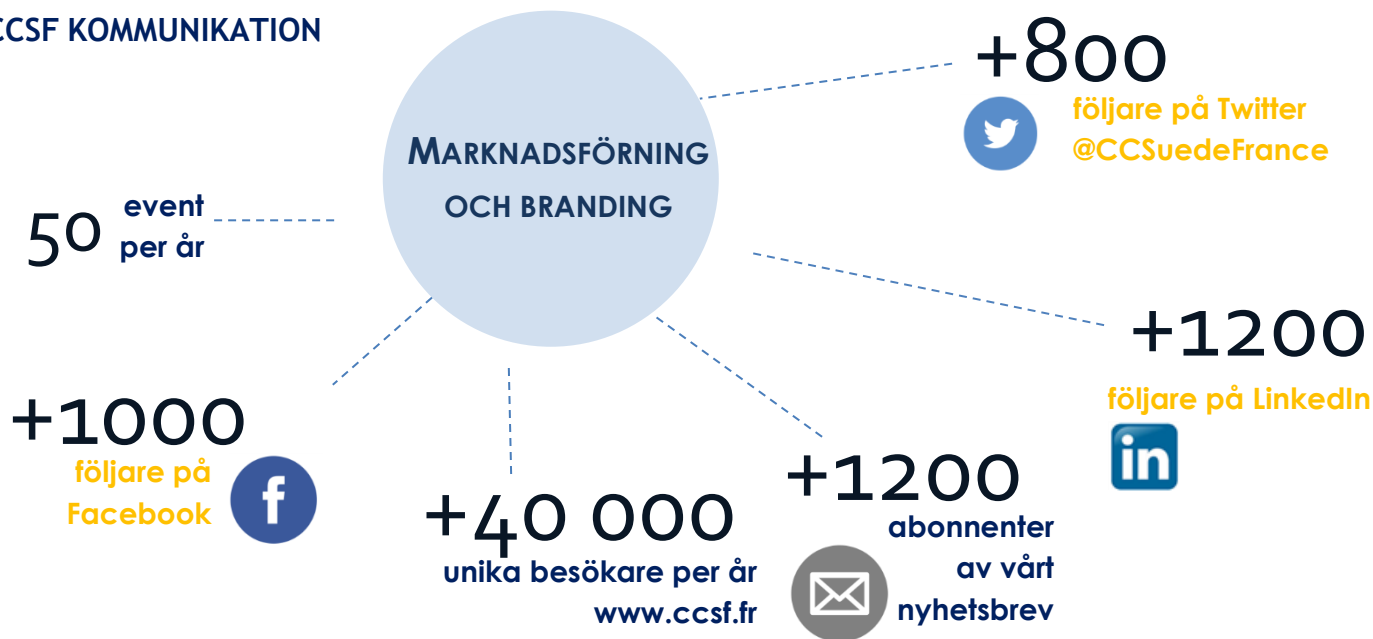 CCSF KOMMUNIKATION
MARKNADSFÖRNING
OCH BRANDING
+800
följare på Twitter
@CCSuedeFrance
50
event
per år
+1200
följare på LinkedIn
in
+1000
följare på
Facebook
f
+40 000
unika besökare per år
www.ccsf.fr
+1200
abonnenter
av vårt
nyhetsbrev